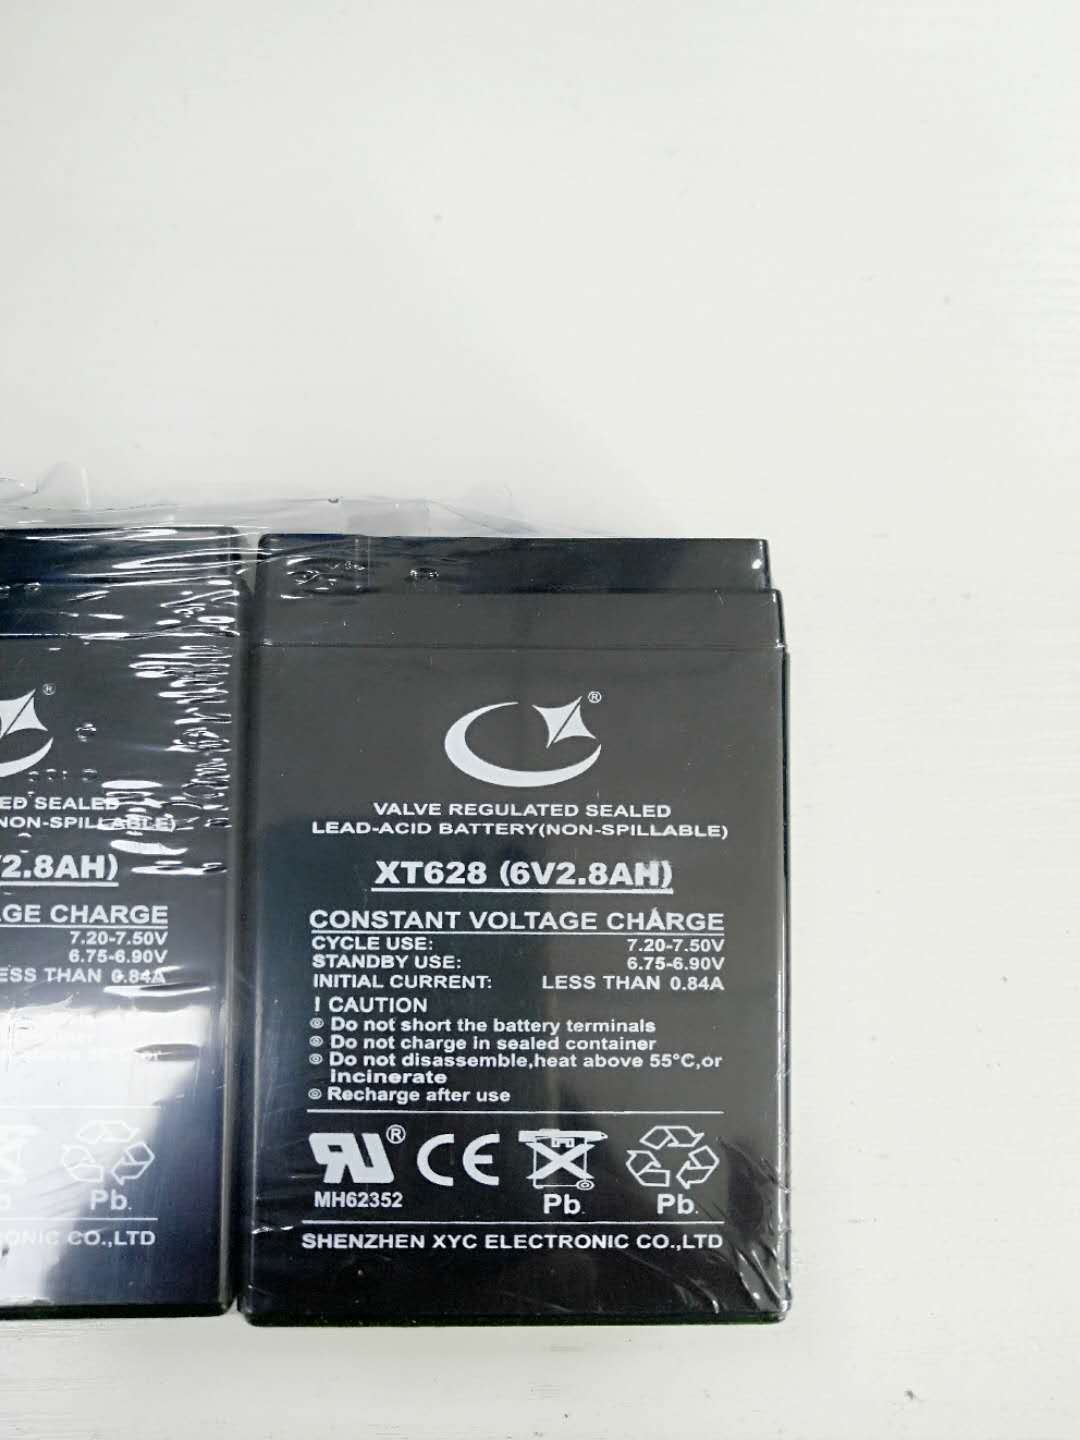 ED SEALED
NON-SPILLABLE)
V2.8AH)
GE CHARGE
7.20-7.50V
6.75-6.90V
ESS THAN 0.84A
Pb.
ONIC CO.,LTD
®
VALVE REGULATED SEALED
LEAD-ACID BATTERY(NON-SPILLABLE)
XT628 (6V2.8AH)
CONSTANT VOLTAGE CHARGE
CYCLE USE: 7.20-7.50V
STANDBY USE: 6.75-6.90V
INITIAL CURRENT: LESS THAN 0.84A
! CAUTION
Do not short the battery terminals
Do not charge in sealed container
Do not disassemble,heat above 55°C,or
incinerate
Recharge after use
RU® CE
MH62352 Pb. Pb.
SHENZHEN XYC ELECTRONIC CO.,LTD